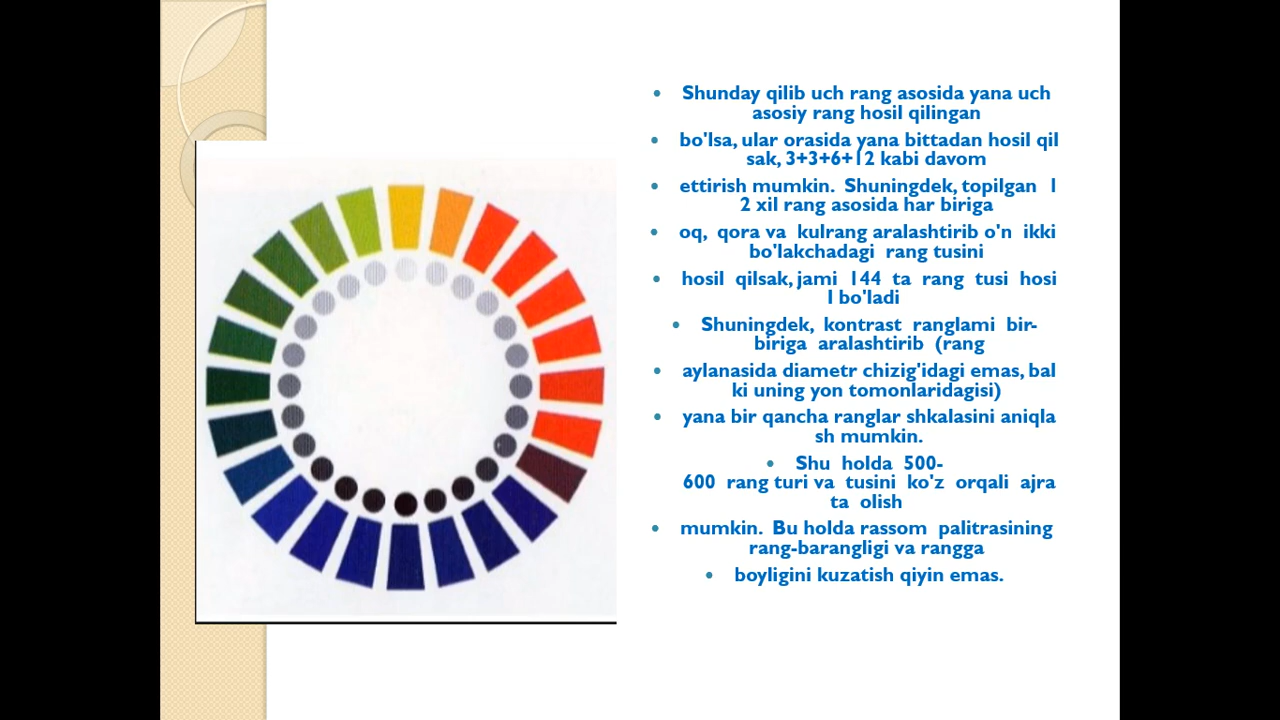 • Shunday qilib uch rang asosida yana uch
asosiy rang hosil qilingan
• bo'lsa, ular orasida yana bittadan hosil qil
sak, 3+3+6+12 kabi davom
• ettirish mumkin. Shuningdek, topilgan 1
2 xil rang asosida har biriga
• oq, qora va kulrang aralashtirib o'n ikki
bo'lakchadagi rang tusini
• hosil qilsak, jami 144 ta rang tusi hosi
l bo'ladi
• Shuningdek, kontrast ranglami bir-
biriga aralashtirib (rang
• aylanasida diametr chizig'idagi emas, bal
ki uning yon tomonlaridagisi)
• yana bir qancha ranglar shkalasini aniqla
sh mumkin.
• Shu holda 500-
600 rang turi va tusini ko'z orqali ajra
ta olish
• mumkin. Bu holda rassom palitrasining
rang-barangligi va rangga
• boyligini kuzatish qiyin emas.